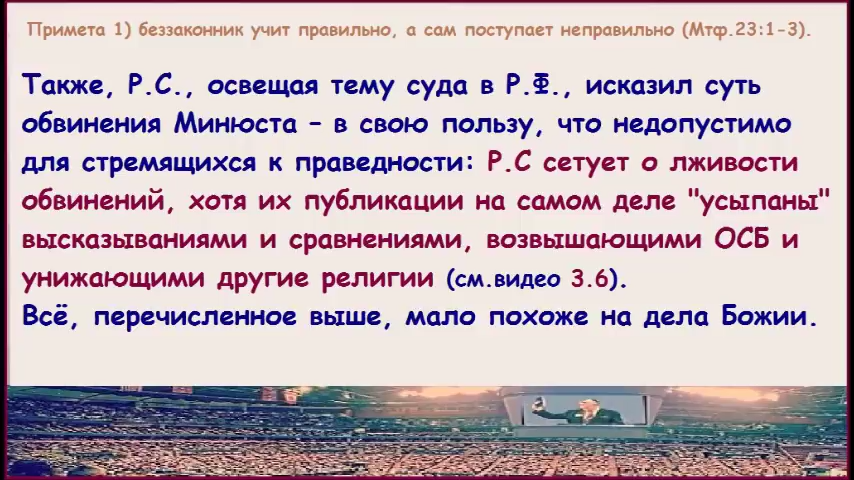 Примета 1) беззаконник учит правильно, а сам поступает неправильно (Мтф.23:1-3).
Также, Р.С., освещая тему суда в Р.Ф., исказил суть
обвинения Минюста – в свою пользу, что недопустимо
для стремящихся к праведности: Р.С сетует о лживости
обвинений, хотя их публикации на самом деле "усыпаны"
высказываниями и сравнениями, возвышающими ОСБ и
унижающими другие религии (см.видео 3.6).
Всё, перечисленное выше, мало похоже на дела Божии.